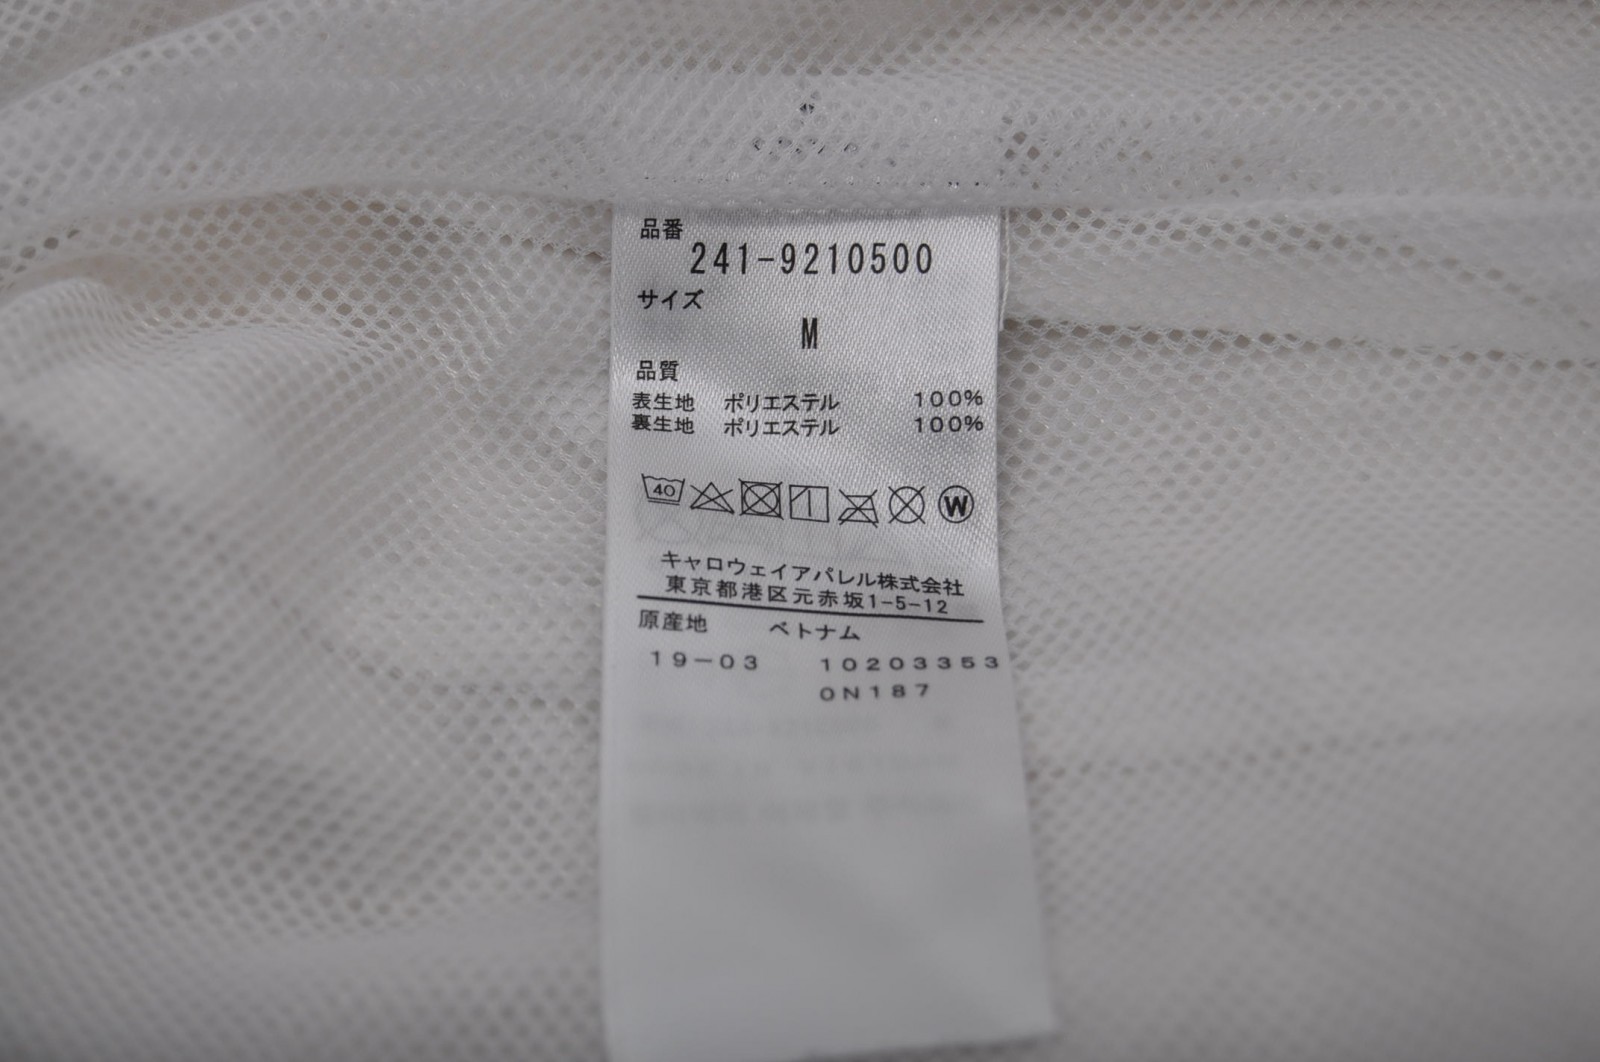 品番
241-9210500
サイズ
M
品質
表生地 ポリエステル 100%
裏生地 ポリエステル 100%
40 W
キャロウェイアパレル株式会社
東京都港区元赤坂1-5-12
原産地 ベトナム
19-03 10203353
0N187